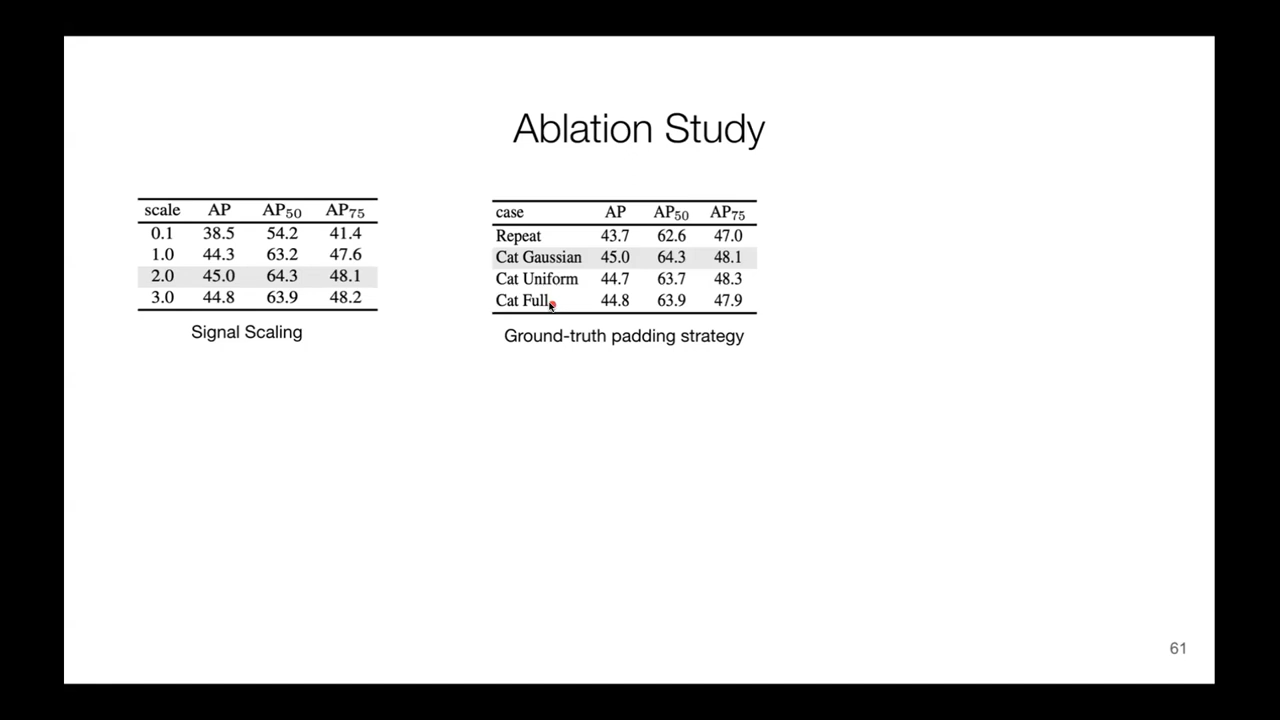 Ablation Study
scale AP AP50 AP75
0.1 38.5 54.2 41.4
1.0 44.3 63.2 47.6
2.0 45.0 64.3 48.1
3.0 44.8 63.9 48.2
Signal Scaling
case AP AP50 AP75
Repeat 43.7 62.6 47.0
Cat Gaussian 45.0 64.3 48.1
Cat Uniform 44.7 63.7 48.3
Cat Full 44.8 63.9 47.9
Ground-truth padding strategy
61